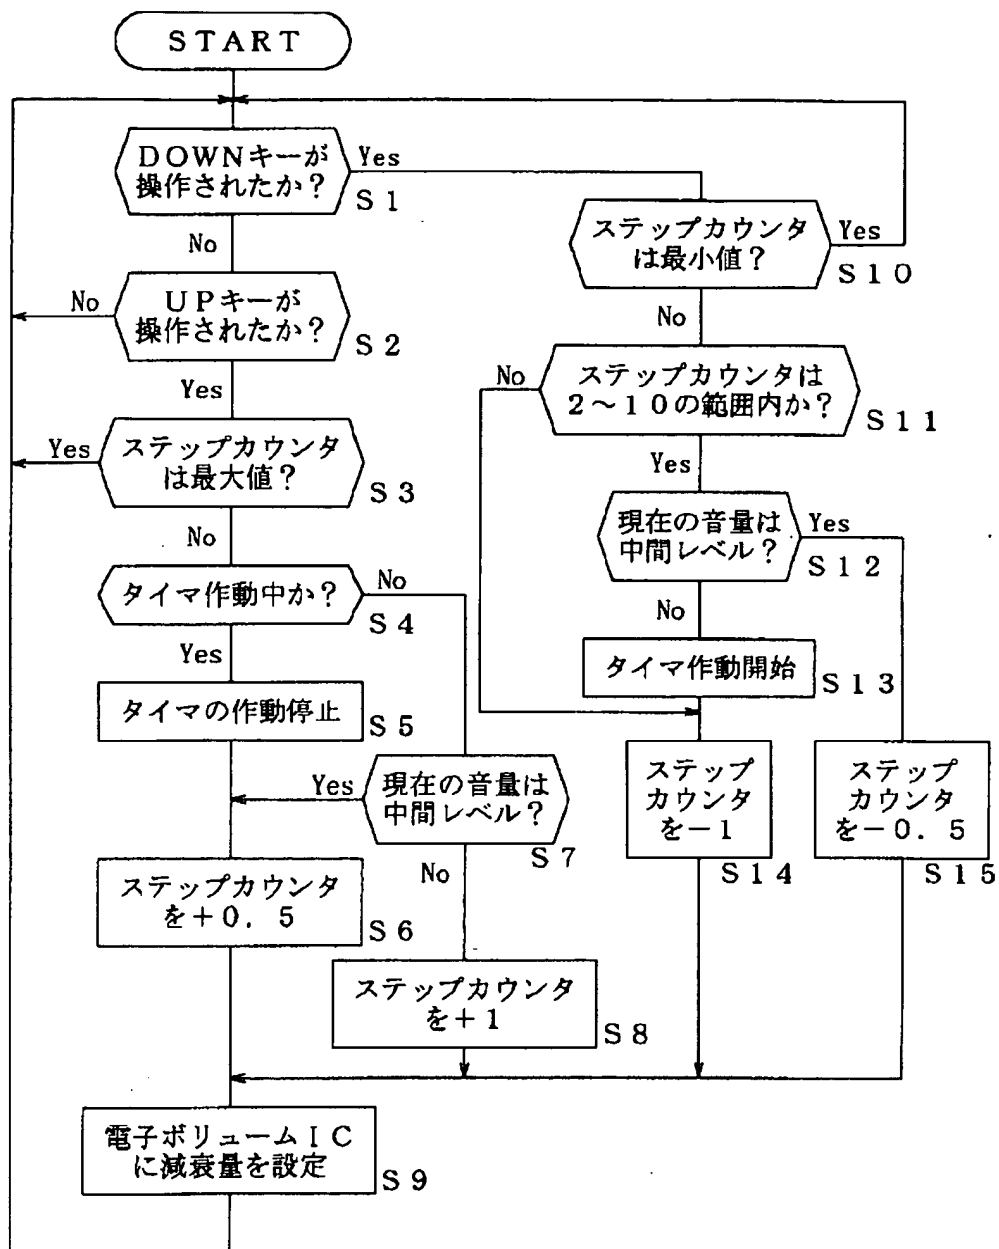 START
DOWNキーが
操作されたか?
Yes
S1
No
ステップカウンタ
は最小値?
Yes
S10
No
UPキーが
操作されたか?
No
S2
Yes
ステップカウンタは
2~10の範囲内か?
No
S11
Yes
ステップカウンタ
は最大値?
Yes
S3
No
現在の音量は
中間レベル?
Yes
S12
No
タイマ作動中か?
No
S4
Yes
タイマ作動開始
S13
タイマの作動停止
S5
現在の音量は
中間レベル?
Yes
S7
No
ステップ
カウンタ
を-1
S14
ステップ
カウンタ
を-0.5
S15
ステップカウンタ
を+0.5
S6
ステップカウンタ
を+1
S8
電子ボリュームIC
に減衰量を設定
S9